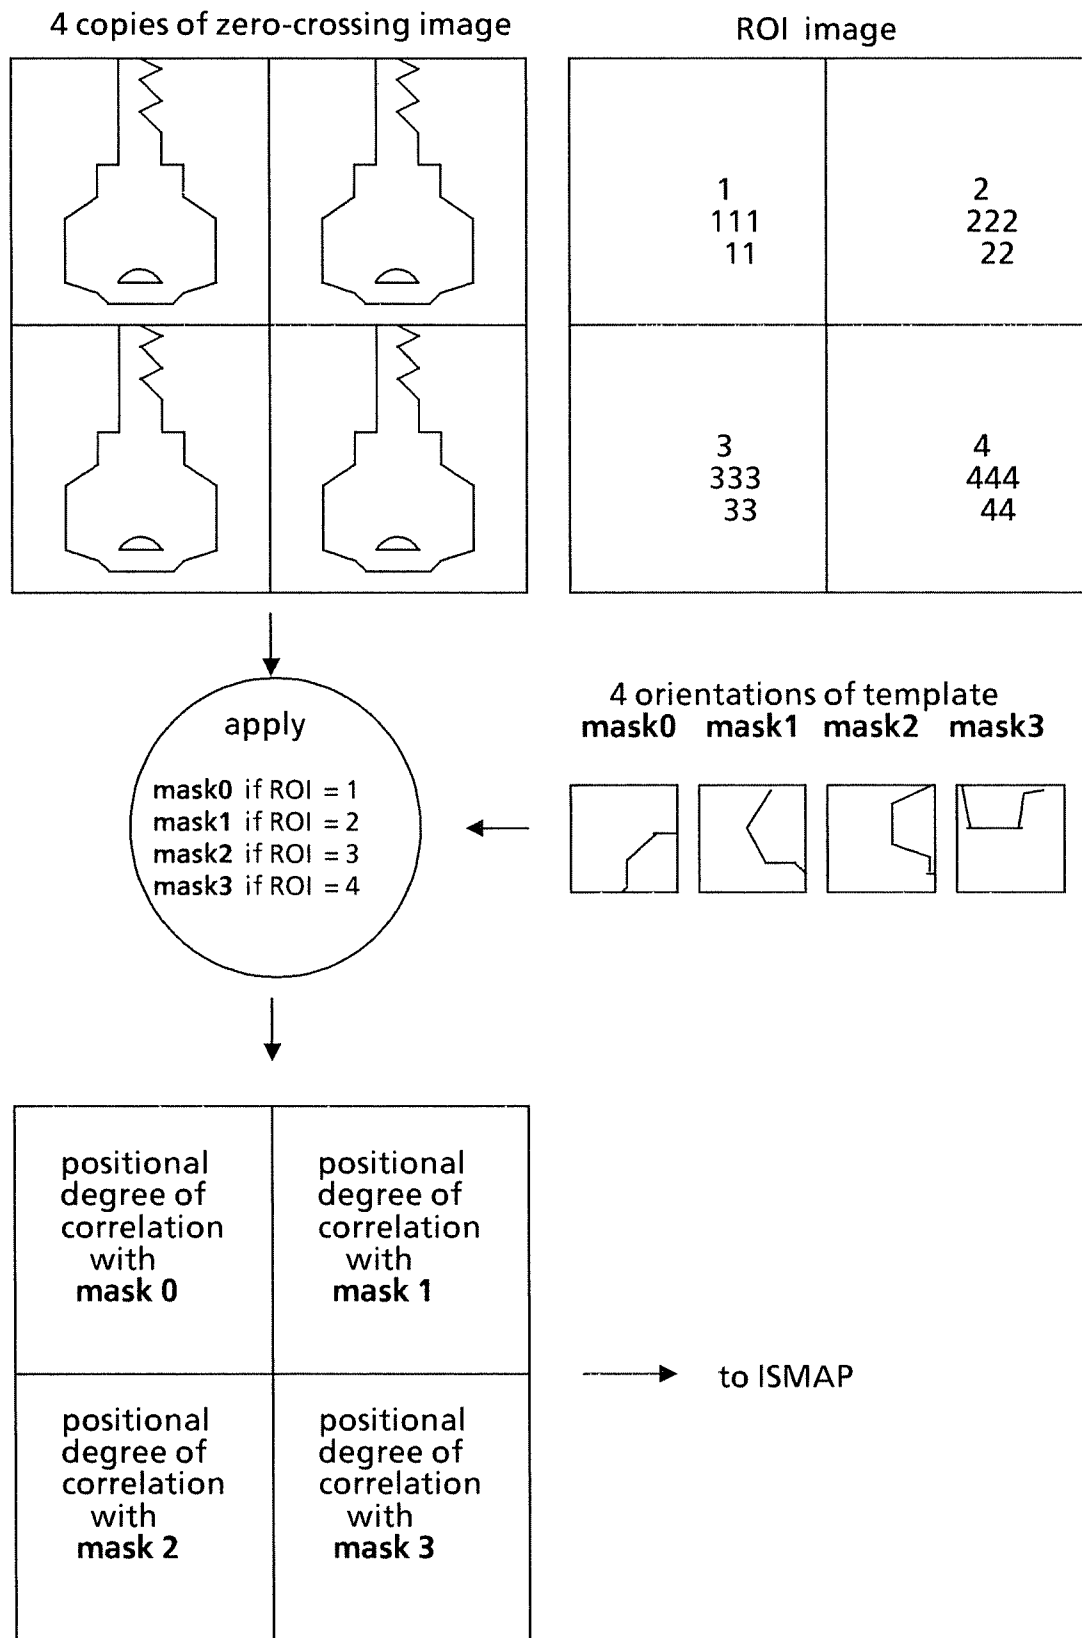 4 copies of zero-crossing image
ROI image
1
111
11
2
222
22
3
333
33
4
444
44
apply
mask0 if ROI = 1
mask1 if ROI = 2
mask2 if ROI = 3
mask3 if ROI = 4
4 orientations of template
mask0 mask1 mask2 mask3
positional
degree of
correlation
with
mask 0
positional
degree of
correlation
with
mask 1
positional
degree of
correlation
with
mask 2
positional
degree of
correlation
with
mask 3
to ISMAP